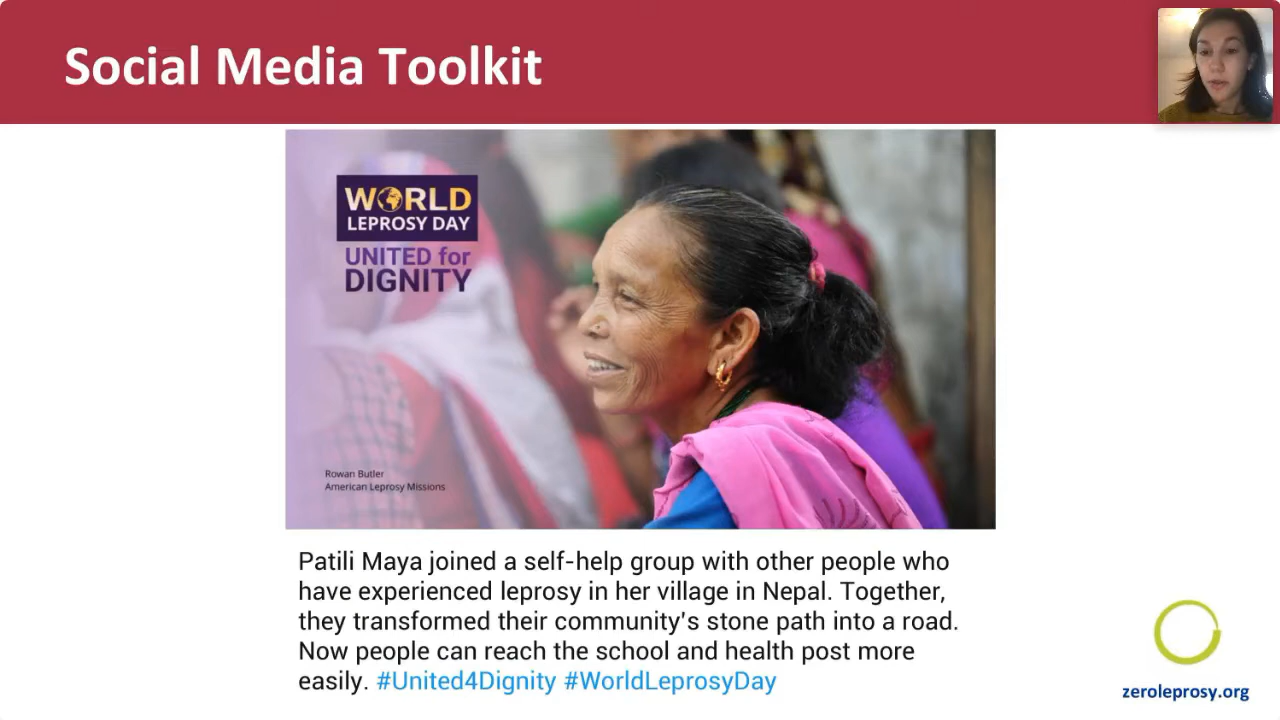 Social Media Toolkit
WORLD
LEPROSY DAY
UNITED for
DIGNITY
Rowan Butler
American Leprosy Missions
Patili Maya joined a self-help group with other people who
have experienced leprosy in her village in Nepal. Together,
they transformed their community's stone path into a road.
Now people can reach the school and health post more
easily. #United4Dignity #WorldLeprosyDay
zeroleprosy.org